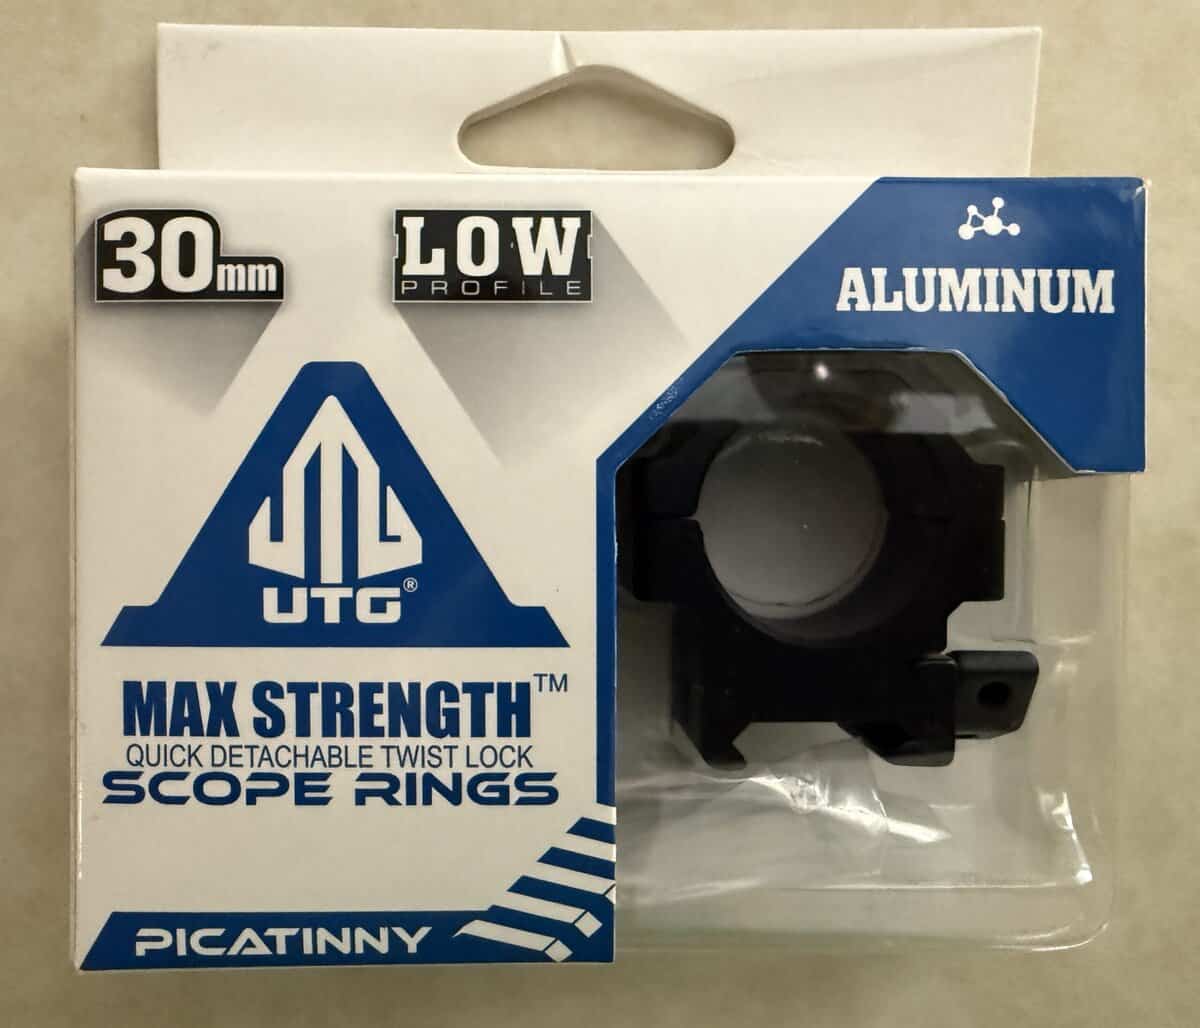 30mm
LOW
PROFILE
ALUMINUM
UTG®
MAX STRENGTH™
QUICK DETACHABLE TWIST LOCK
SCOPE RINGS
PICATINNY